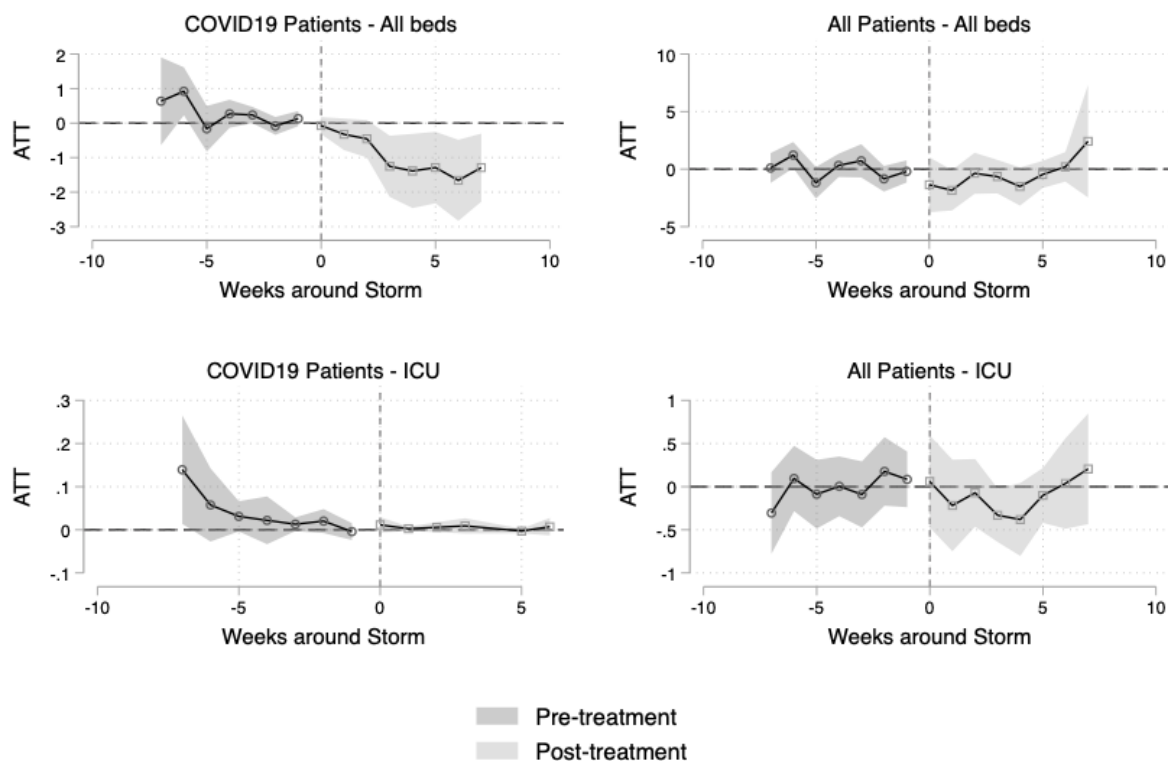 COVID19 Patients - All beds
2
1
0
-1
-2
-3
ATT
-10 -5 0 5 10
Weeks around Storm
All Patients - All beds
10
5
0
-5
ATT
-10 -5 0 5 10
Weeks around Storm
COVID19 Patients - ICU
.3
.2
.1
0
-.1
ATT
-10 -5 0 5
Weeks around Storm
All Patients - ICU
1
.5
0
-.5
-1
ATT
-10 -5 0 5 10
Weeks around Storm
Pre-treatment
Post-treatment